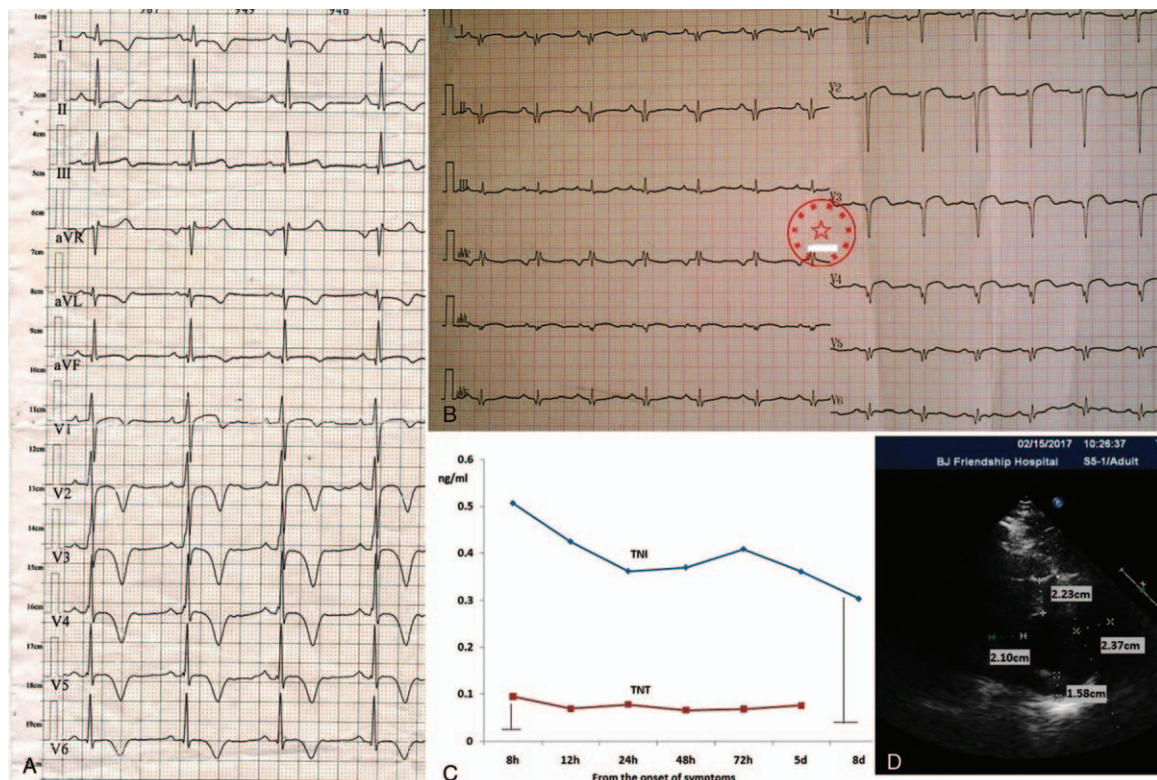 1cm
I
2cm
II
3cm
4cm
III
5cm
6cm
aVR
7cm
8cm
aVL
9cm
aVF
10cm
11cm
V1
12cm
13cm
V2
14cm
V3
15cm
V4
16cm
17cm
V5
18cm
19cm
V6
A
949
II
III
V2
V3
V4
V5
V6
B
0.6
ng/ml
0.5
0.4
0.3
0.2
0.1
0
TNI
TNT
8h 12h 24h 48h 72h 5d 8d
From the onset of symptoms
C
02/15/2017 10:26:37
BJ Friendship Hospital S5-1/Adult
2.23cm
2.37cm
2.10cm
1.58cm
D